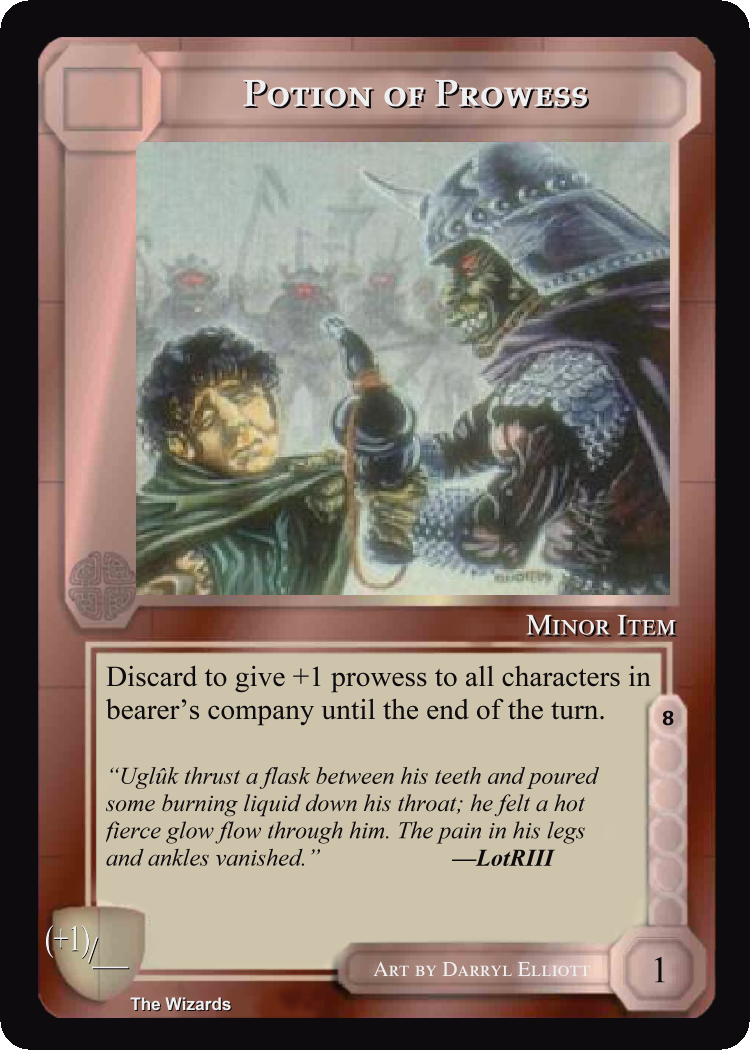 Potion of Prowess
Minor Item
Discard to give +1 prowess to all characters in
bearer's company until the end of the turn.
8
“Uglûk thrust a flask between his teeth and poured
some burning liquid down his throat; he felt a hot
fierce glow flow through him. The pain in his legs
and ankles vanished.” —LotRIII
(+1)/__
Art by Darryl Elliott
1
The Wizards